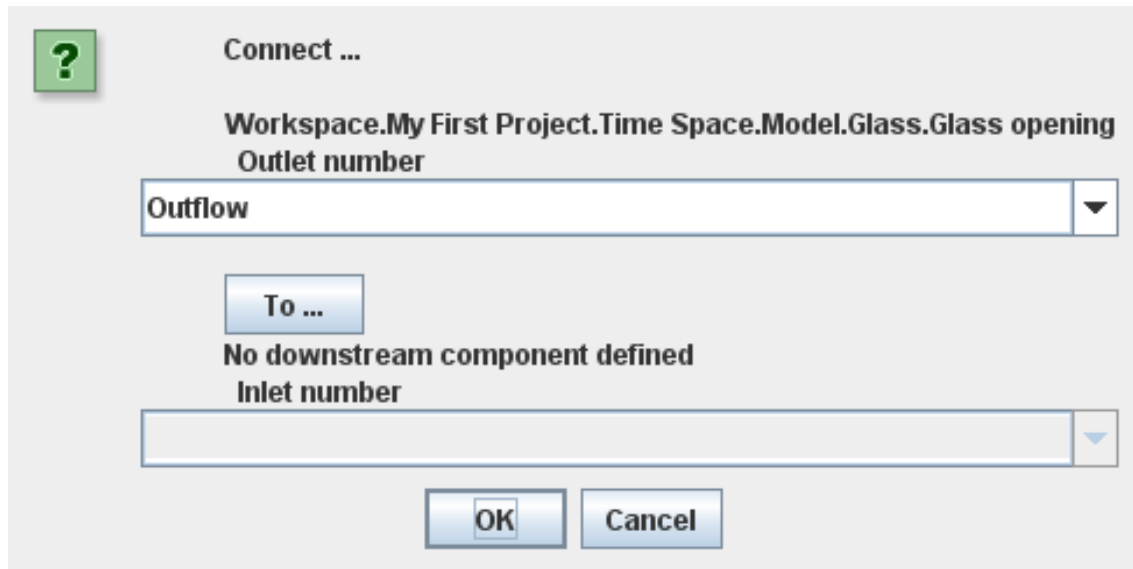 ?
Connect ...
Workspace.My First Project.Time Space.Model.Glass.Glass opening
Outlet number
Outflow
To ...
No downstream component defined
Inlet number
OK
Cancel